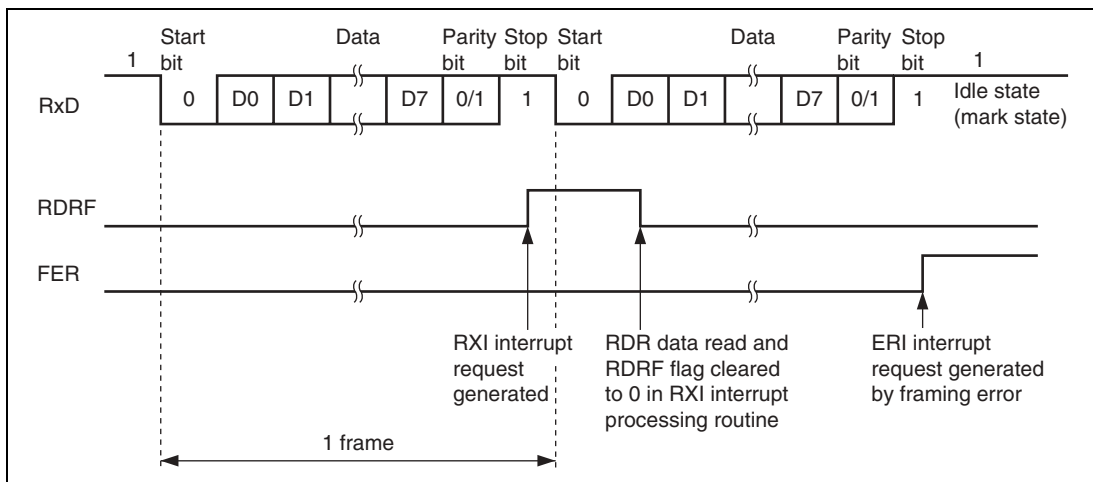 1 Start bit Data Parity bit Stop bit Start bit Data Parity bit Stop bit 1
RxD 0 D0 D1 D7 0/1 1 0 D0 D1 D7 0/1 1 Idle state (mark state)
RDRF
FER
RXI interrupt
request
generated
RDR data read and
RDRF flag cleared
to 0 in RXI interrupt
processing routine
ERI interrupt
request generated
by framing error
1 frame